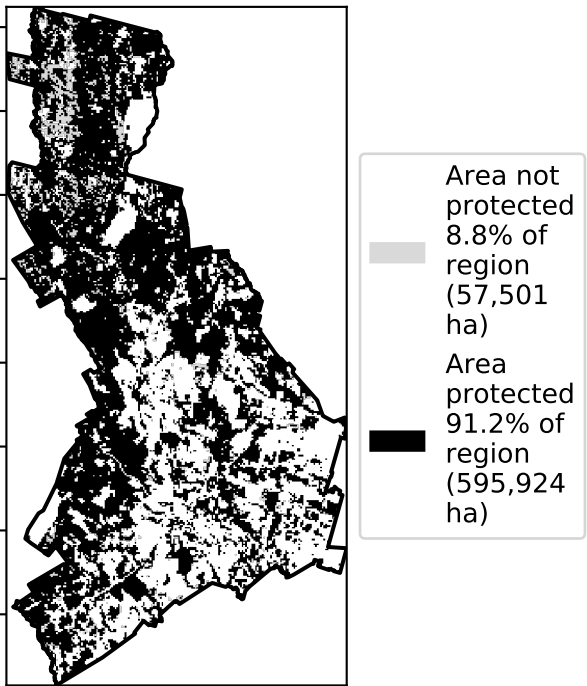 Area not
protected
8.8% of
region
(57,501
ha)
Area
protected
91.2% of
region
(595,924
ha)